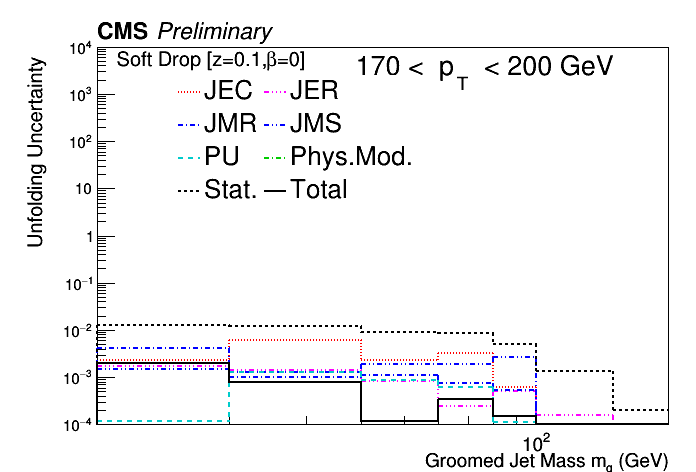 CMS Preliminary
Soft Drop [z=0.1,β=0]
170 < p_T < 200 GeV
JEC JER
JMR JMS
PU Phys.Mod.
Stat. Total
Unfolding Uncertainty
10^4
10^3
10^2
10
1
10^−1
10^−2
10^−3
10^−4
10^2
Groomed Jet Mass m_g (GeV)